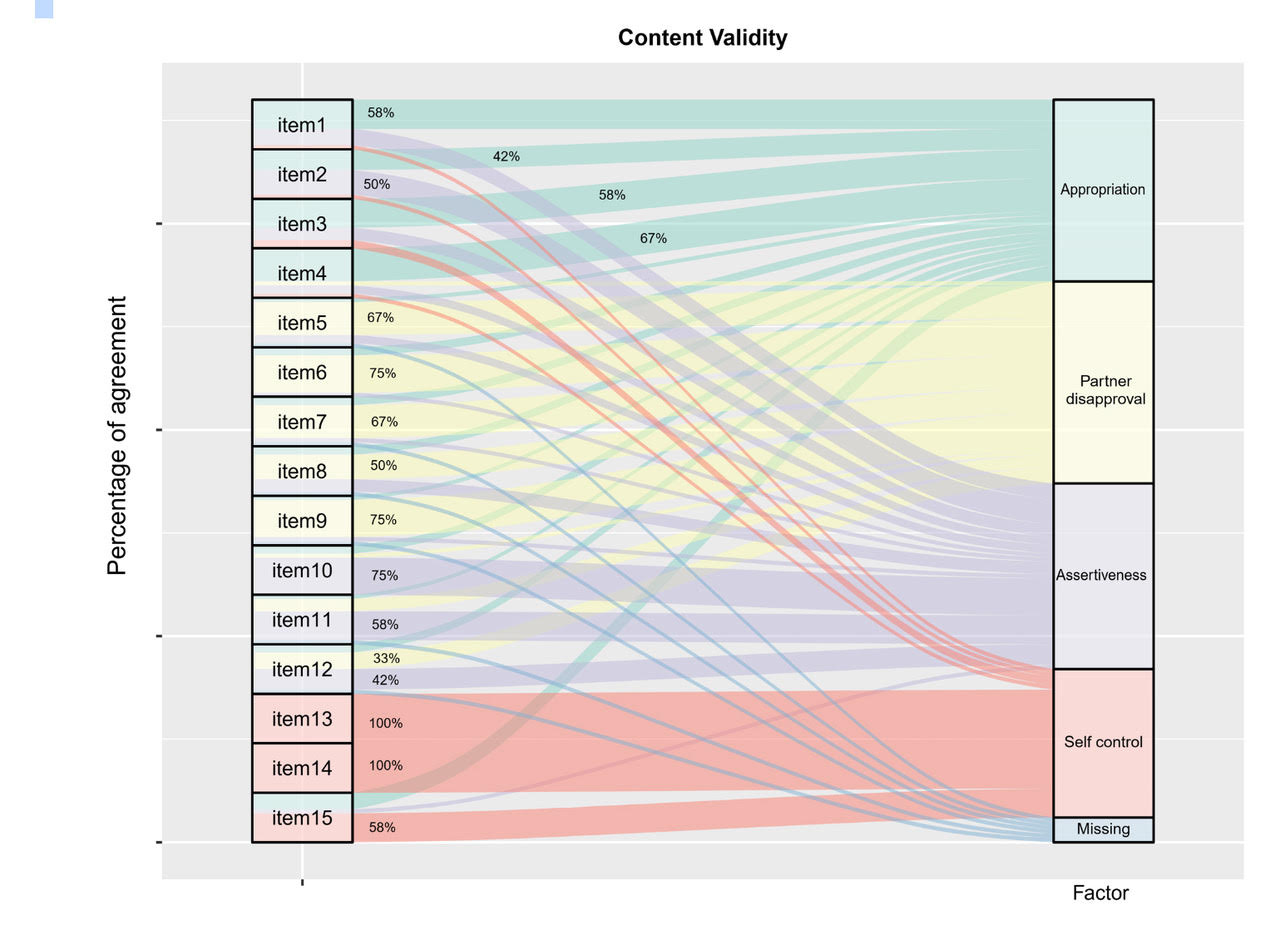 Content Validity
Percentage of agreement
item1
item2
item3
item4
item5
item6
item7
item8
item9
item10
item11
item12
item13
item14
item15
58%
42%
50%
58%
67%
67%
75%
67%
50%
75%
75%
58%
33%
42%
100%
100%
58%
Appropriation
Partner
disapproval
Assertiveness
Self control
Missing
Factor